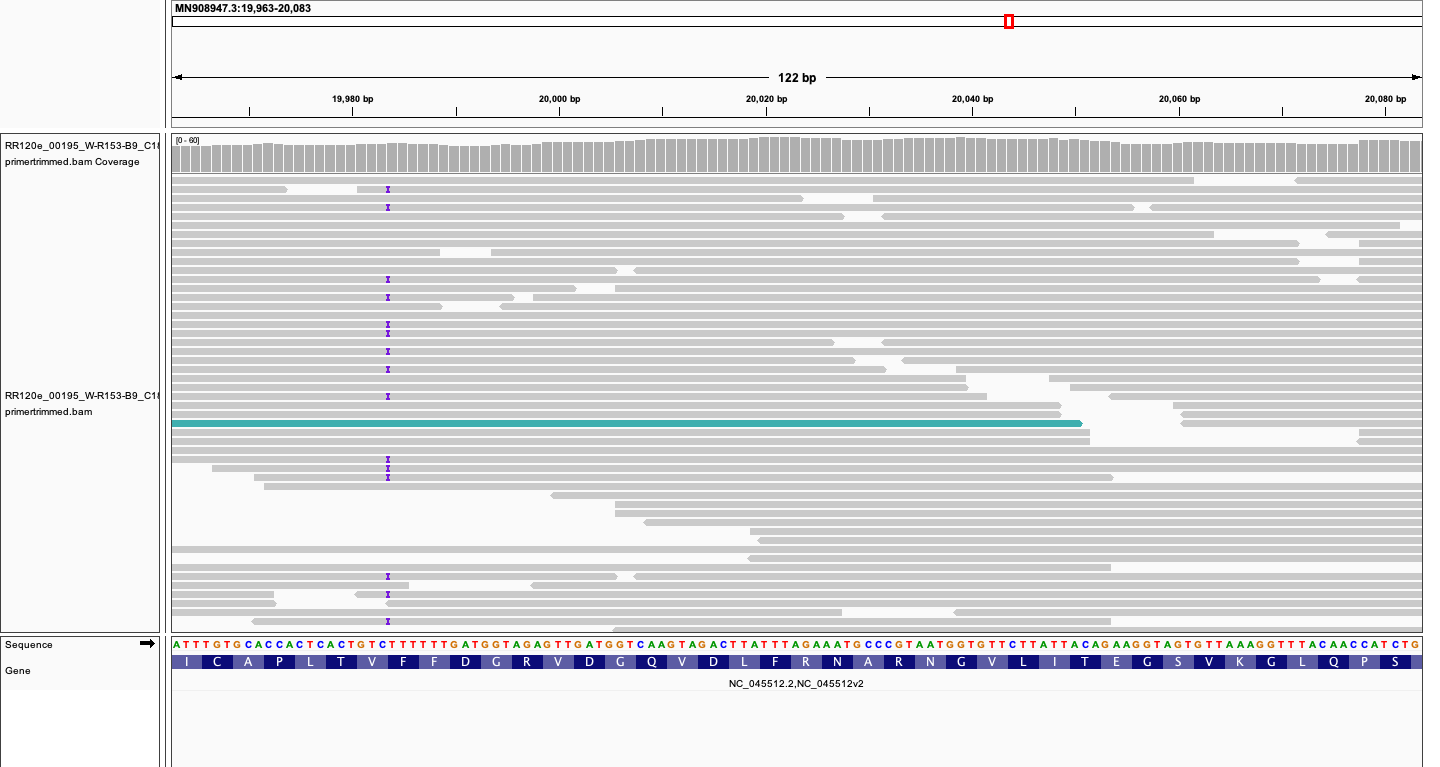 MN908947.3:19,963-20,083
122 bp
19,980 bp 20,000 bp 20,020 bp 20,040 bp 20,060 bp 20,080 bp
RR120e_00195_W-R153-B9_C1
primertrimmed.bam Coverage
[0 - 60]
RR120e_00195_W-R153-B9_C1
primertrimmed.bam
Sequence
ATTTGTGCACCACTCACTGTCTTTTTTGATGGTAGAGTTGATGGTCAAGTAGACTTATTTAGAAATGCCCGTAATGGTGTTCTTATTACAGAAGGTAGTGTTAAAGGTTTACAACCATCTG
Gene
I C A P L T V F F D G R V D G Q V D L F R N A R N G V L I T E G S V K G L Q P S
NC_045512.2,NC_045512v2